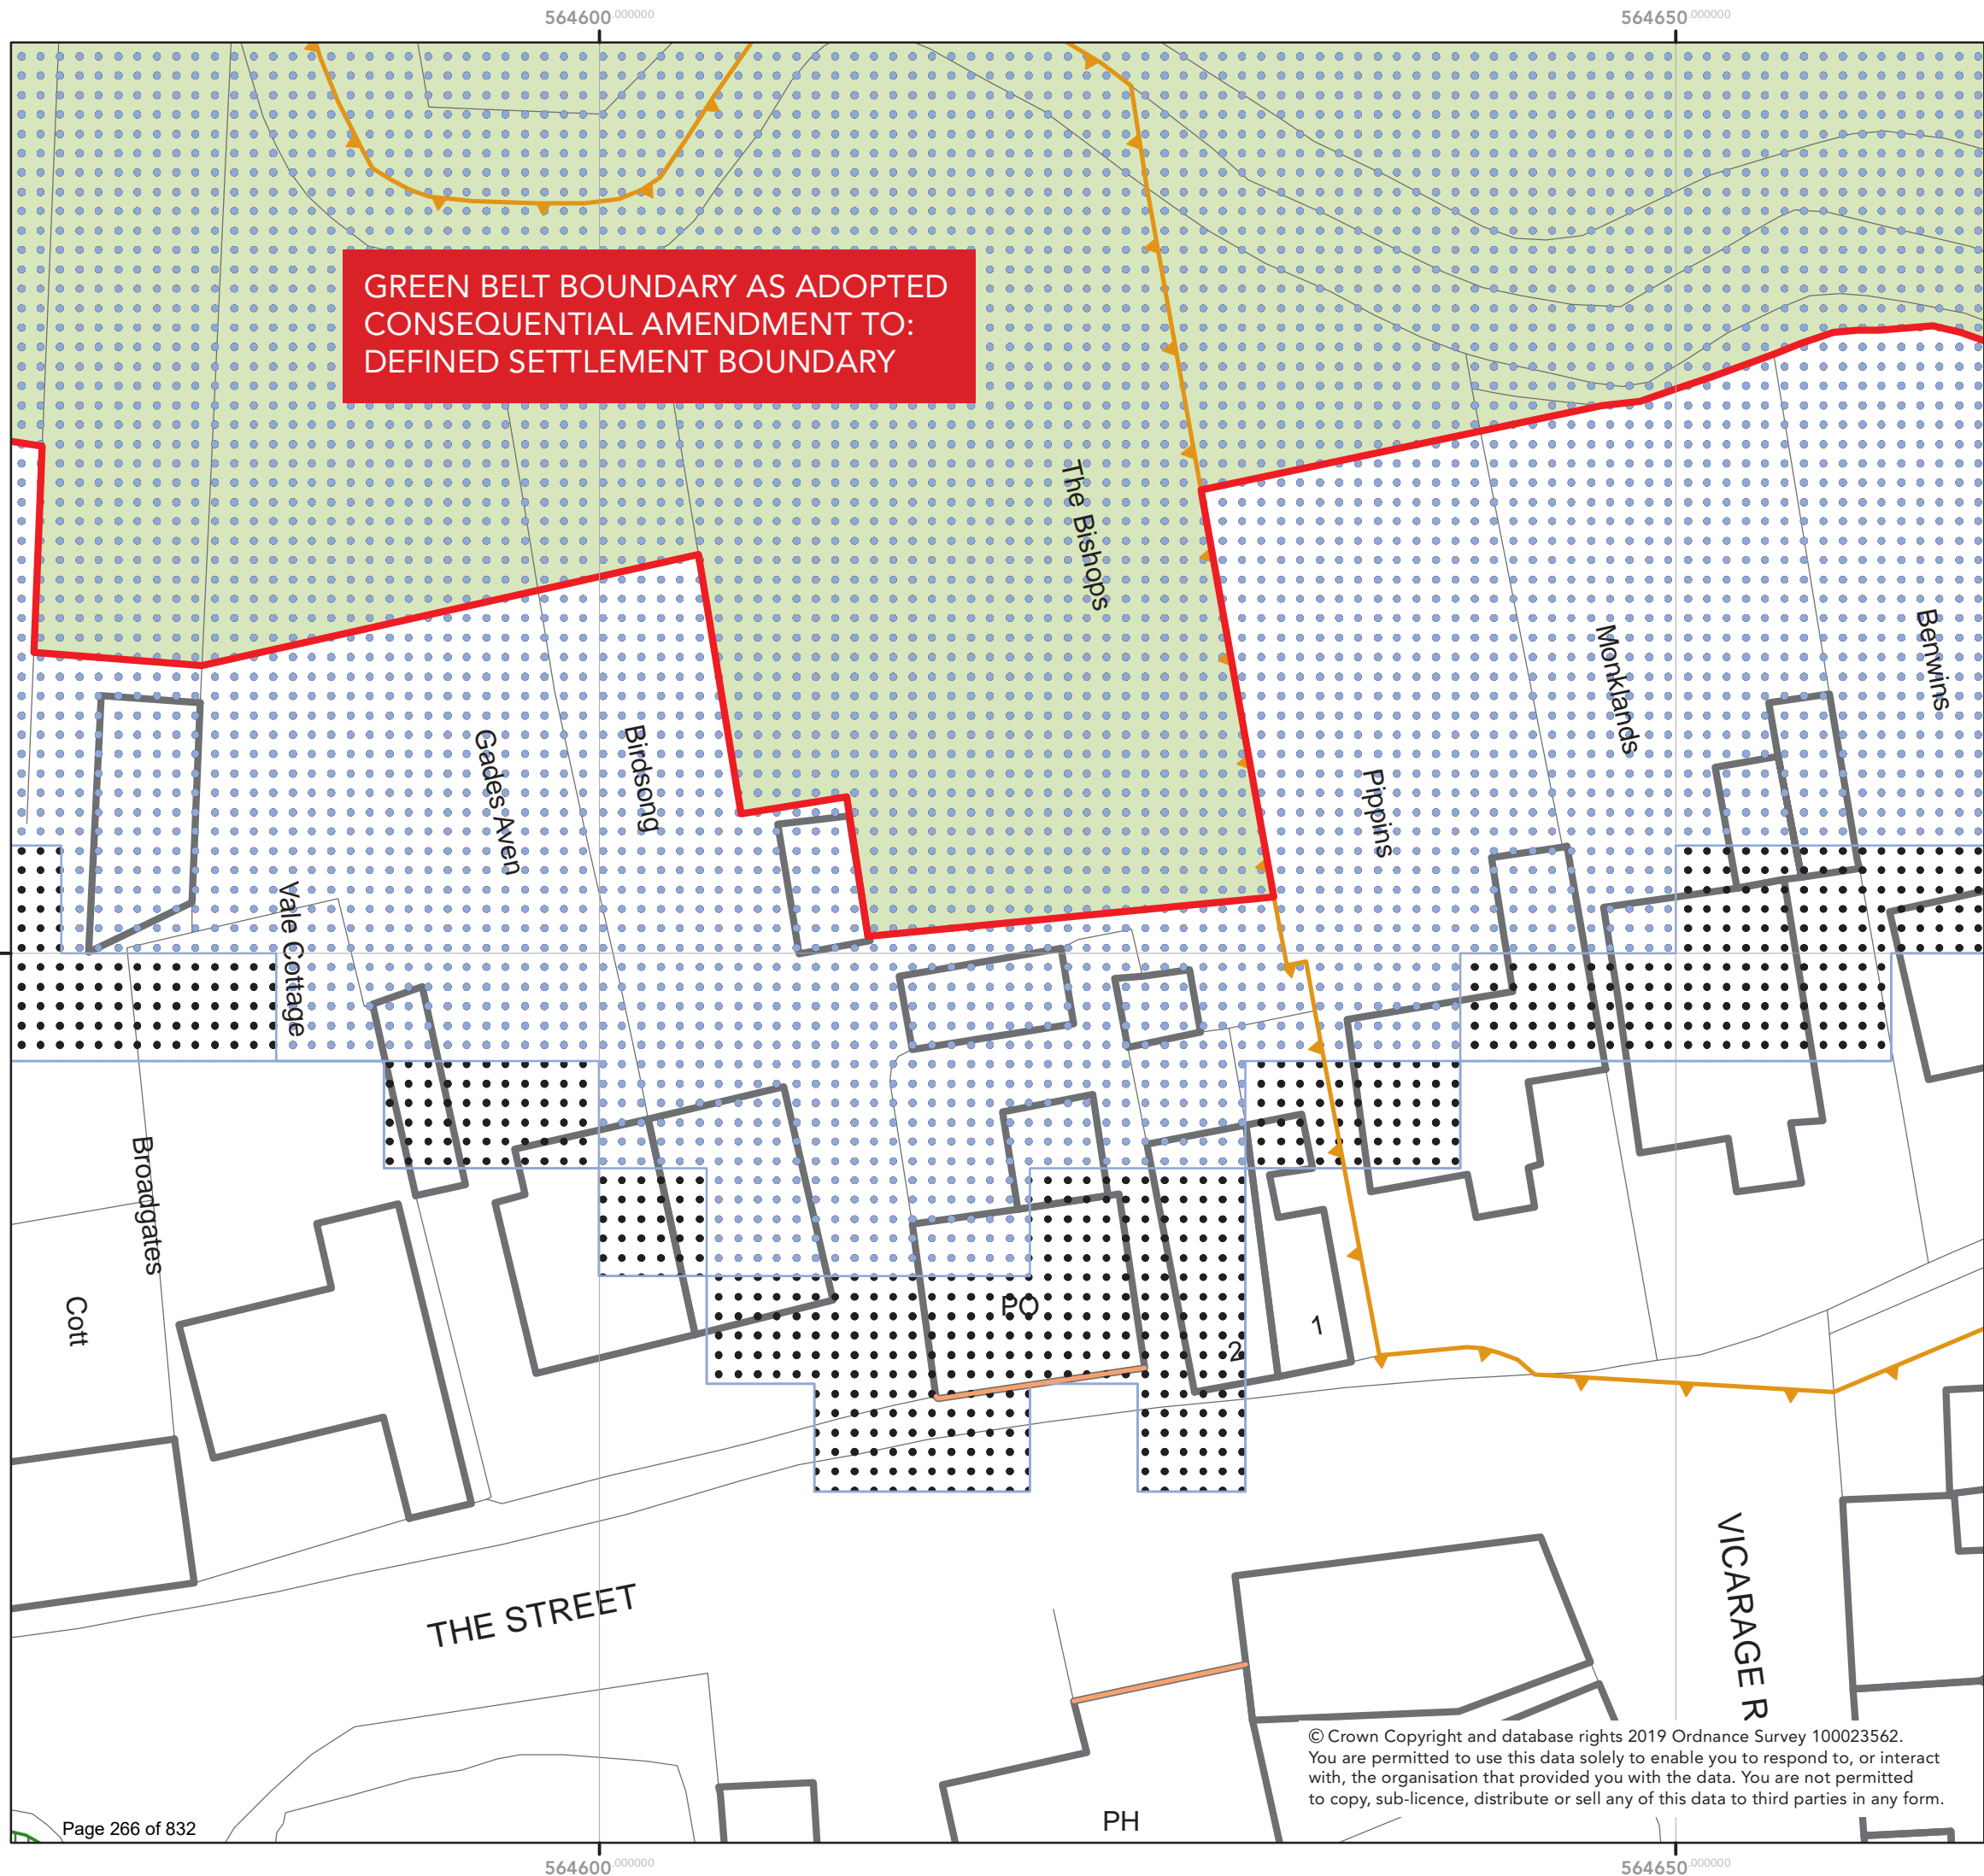 564600.000000
564650.000000
GREEN BELT BOUNDARY AS ADOPTED
CONSEQUENTIAL AMENDMENT TO:
DEFINED SETTLEMENT BOUNDARY
The Bishops
Benwins
Monklands
Birdsong
Gades Aven
Pippins
Vale Cottage
Broadgates
Cott
PO
1
2
THE STREET
VICARAGE R
© Crown Copyright and database rights 2019 Ordnance Survey 100023562.
You are permitted to use this data solely to enable you to respond to, or interact
with, the organisation that provided you with the data. You are not permitted
to copy, sub-licence, distribute or sell any of this data to third parties in any form.
PH
Page 266 of 832
564600.000000
564650.000000